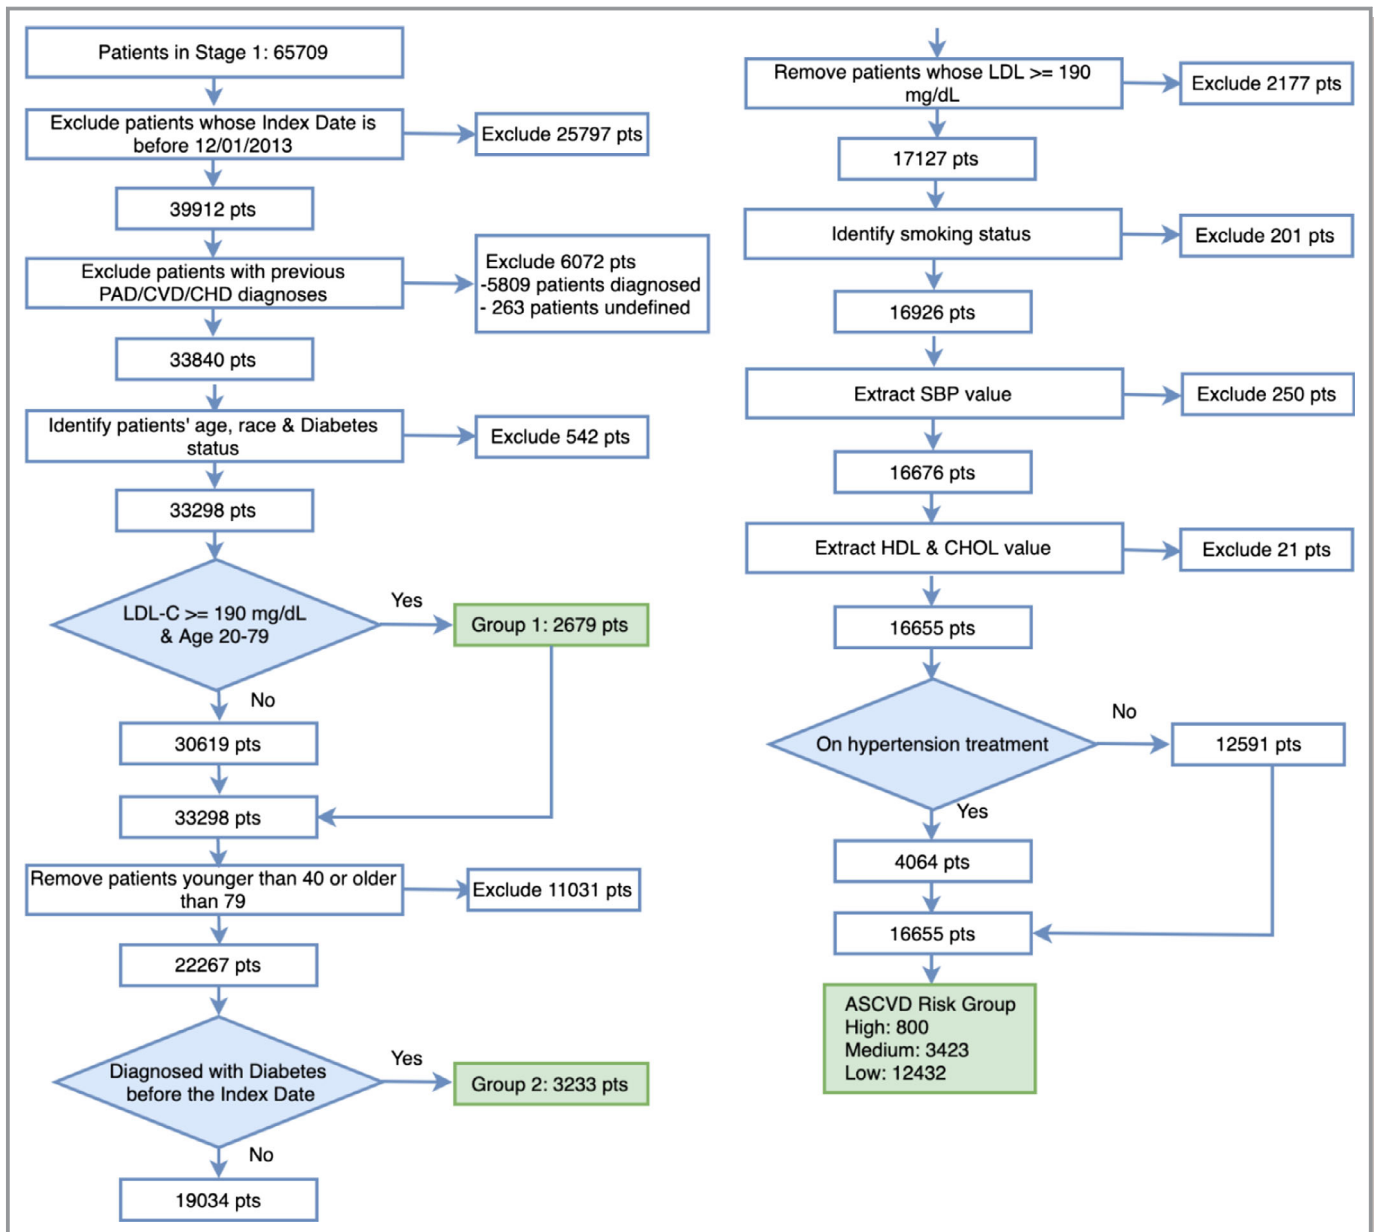 Patients in Stage 1: 65709
Exclude patients whose Index Date is
before 12/01/2013
Exclude 25797 pts
39912 pts
Exclude patients with previous
PAD/CVD/CHD diagnoses
Exclude 6072 pts
-5809 patients diagnosed
- 263 patients undefined
33840 pts
Identify patients' age, race & Diabetes
status
Exclude 542 pts
33298 pts
LDL-C >= 190 mg/dL
& Age 20-79
Yes
Group 1: 2679 pts
No
30619 pts
33298 pts
Remove patients younger than 40 or older
than 79
Exclude 11031 pts
22267 pts
Diagnosed with Diabetes
before the Index Date
Yes
Group 2: 3233 pts
No
19034 pts
Remove patients whose LDL >= 190
mg/dL
Exclude 2177 pts
17127 pts
Identify smoking status
Exclude 201 pts
16926 pts
Extract SBP value
Exclude 250 pts
16676 pts
Extract HDL & CHOL value
Exclude 21 pts
16655 pts
On hypertension treatment
No
12591 pts
Yes
4064 pts
16655 pts
ASCVD Risk Group
High: 800
Medium: 3423
Low: 12432